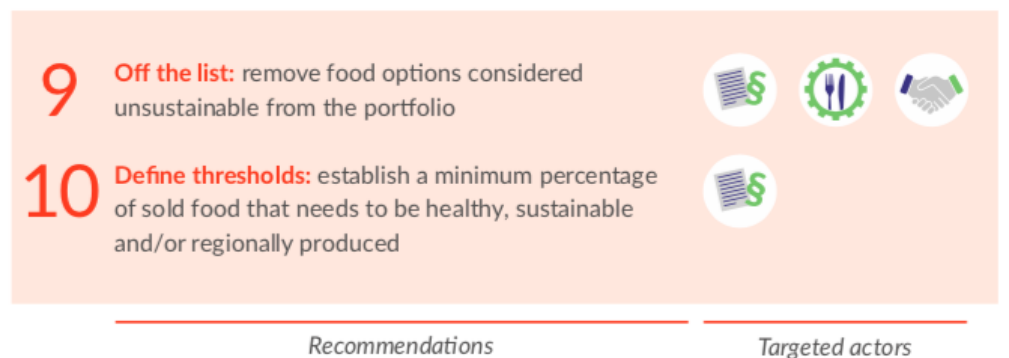 9
Off the list: remove food options considered
unsustainable from the portfolio
§
10
Define thresholds: establish a minimum percentage
of sold food that needs to be healthy, sustainable
and/or regionally produced
§
Recommendations
Targeted actors